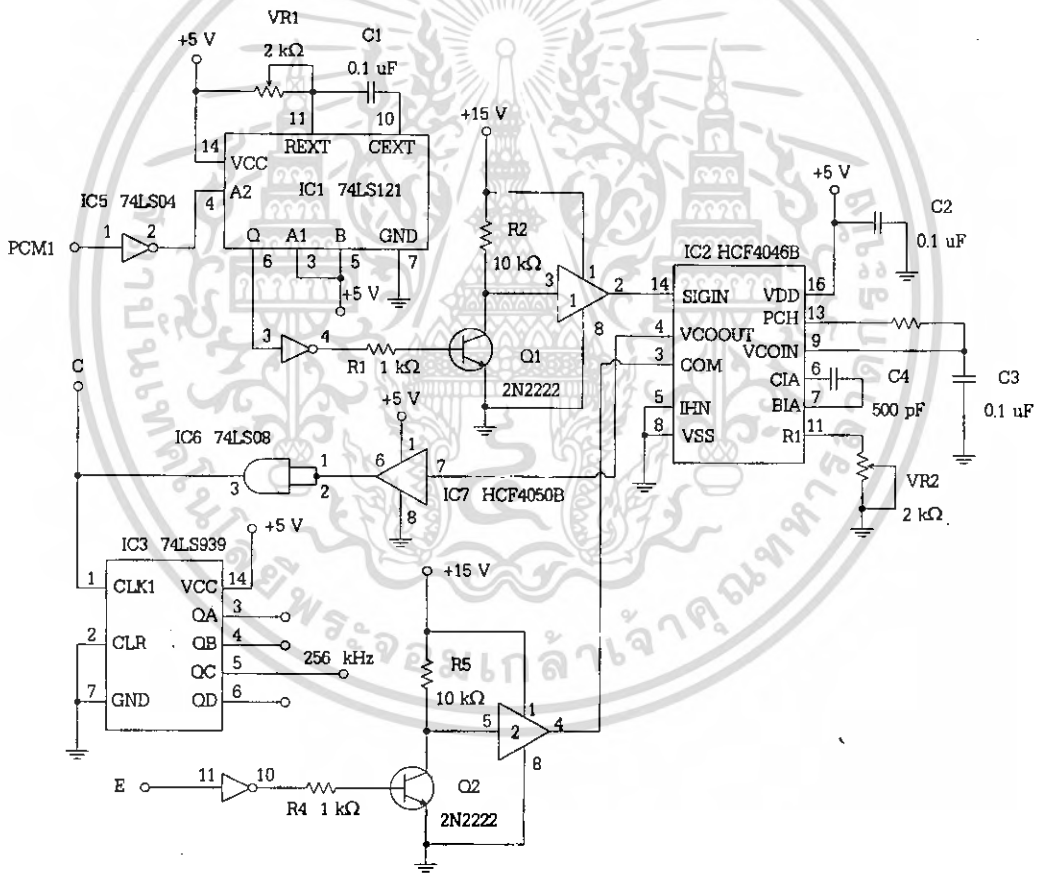 VR1
+5 V
2 kΩ
C1
0.1 uF
11
10
REXT
CEXT
14
VCC
4
A2
IC1 74LS121
Q
A1
B
GND
6
3
5
7
+5 V
IC5 74LS04
PCM1
1
2
3
4
R1 1 kΩ
+15 V
R2
10 kΩ
3
1
1
2
8
Q1
2N2222
+5 V
C2
0.1 uF
IC2 HCF4046B
14
SIGIN
VDD
16
PCH
13
4
VCOOUT
VCOIN
9
3
COM
CIA
6
C4
500 pF
C3
0.1 uF
5
IHN
BIA
7
8
VSS
R1
11
VR2
2 kΩ
C
IC6 74LS08
3
1
2
+5 V
1
6
7
8
IC7 HCF4050B
IC3 74LS939
+5 V
1
CLK1
VCC
14
QA
3
2
CLR
QB
4
QC
5
256 kHz
7
GND
QD
6
+15 V
R5
10 kΩ
5
2
1
4
8
E
11
10
R4 1 kΩ
Q2
2N2222